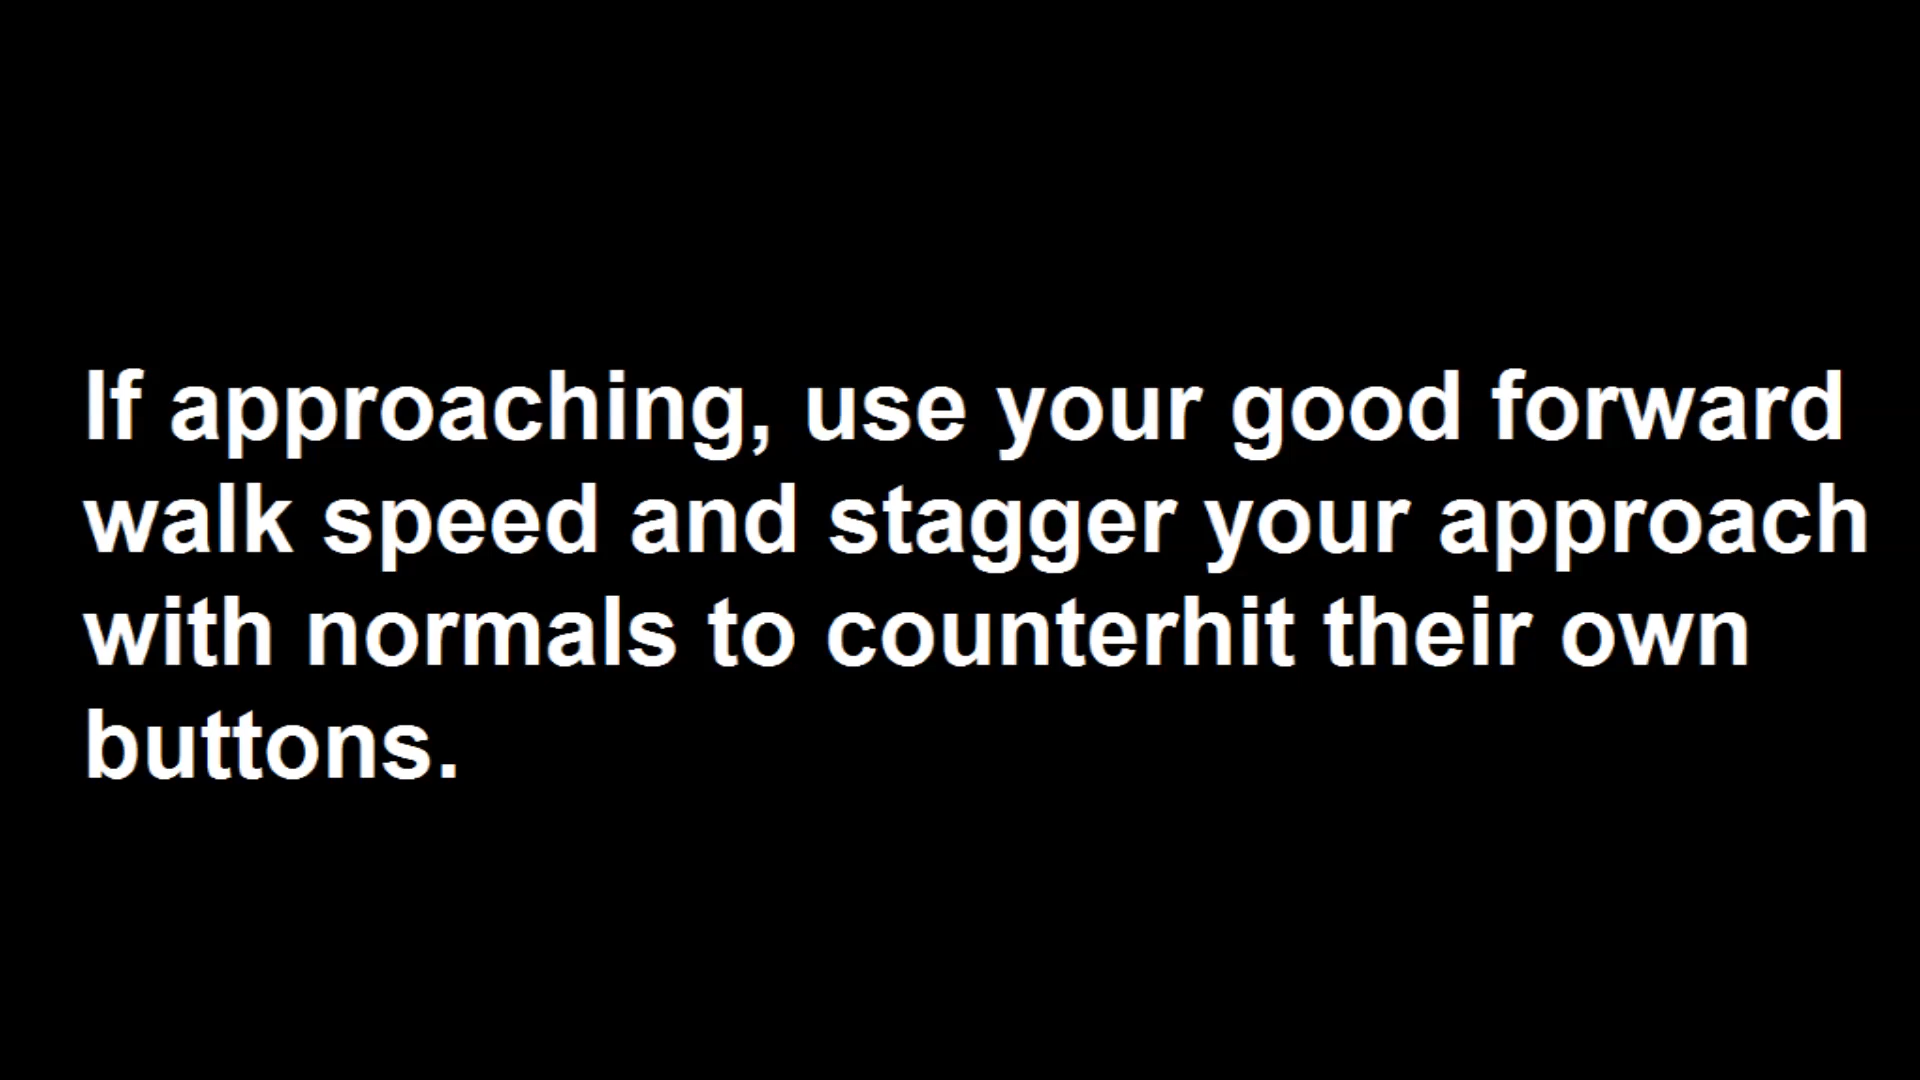 If approaching, use your good forward
walk speed and stagger your approach
with normals to counterhit their own
buttons.